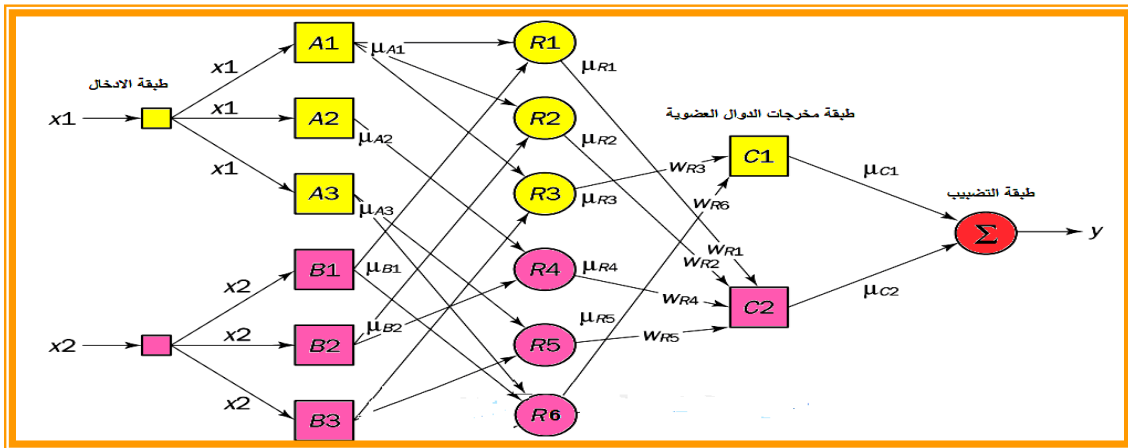 طبقة الادخال
x1
x1
x1
x1
x2
x2
x2
x2
A1
A2
A3
B1
B2
B3
μA1
μA2
μA3
μB1
μB2
R1
R2
R3
R4
R5
R6
μR1
μR2
μR3
μR4
μR5
wR3
wR6
wR1
wR2
wR4
wR5
طبقة مخرجات الدوال العضوية
C1
C2
μC1
μC2
طبقة التضبيب
Σ
y